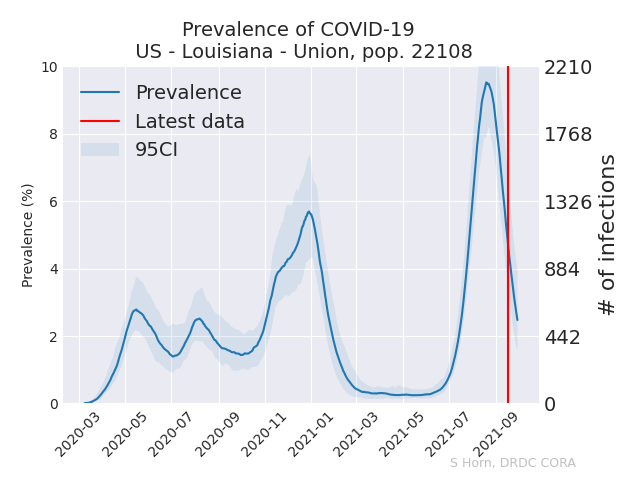 Prevalence of COVID-19
US - Louisiana - Union, pop. 22108
Prevalence
Latest data
95CI
Prevalence (%)
10
8
6
4
2
0
2210
1768
1326
884
442
0
# of infections
2020-03
2020-05
2020-07
2020-09
2020-11
2021-01
2021-03
2021-05
2021-07
2021-09
S Horn, DRDC CORA